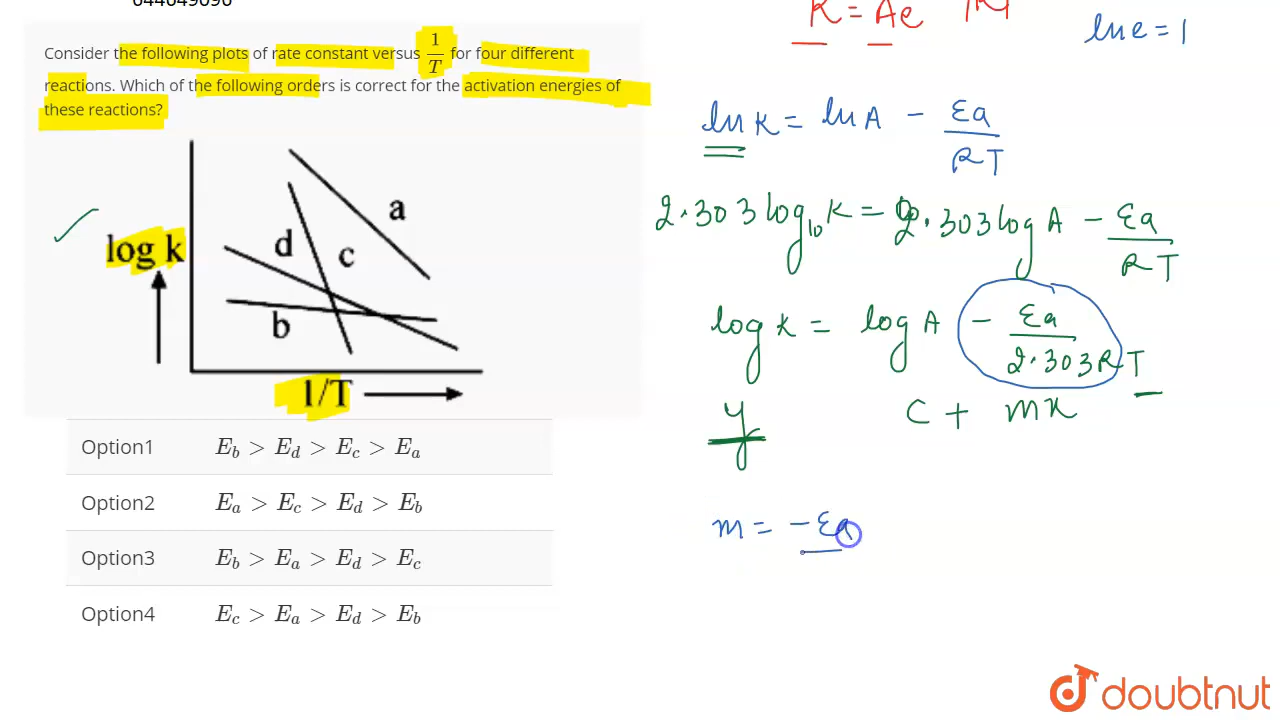 644649096
Consider the following plots of rate constant versus 1/T for four different
reactions. Which of the following orders is correct for the activation energies of
these reactions?
log k
a
d
c
b
1/T
Option1 E_b > E_d > E_c > E_a
Option2 E_a > E_c > E_d > E_b
Option3 E_b > E_a > E_d > E_c
Option4 E_c > E_a > E_d > E_b
K = Ae
ln e = 1
ln K = ln A - Ea/RT
2.303 log₁₀ K = 2.303 log A - Ea/RT
log K = log A - Ea/2.303RT
y C + mx
m = - Ea
doubtnut